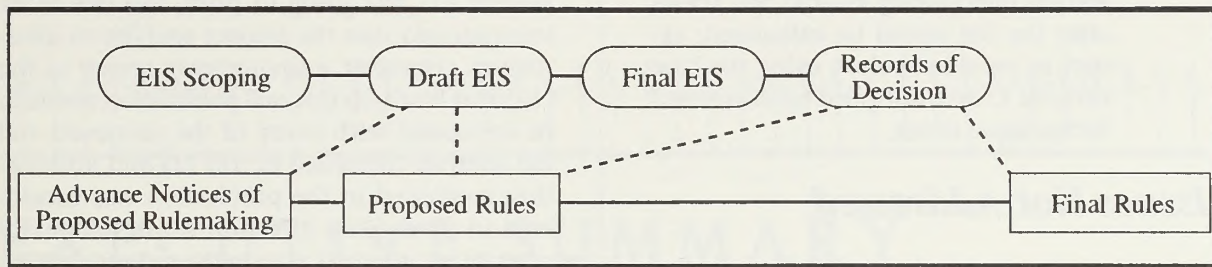 EIS Scoping
Draft EIS
Final EIS
Records of
Decision
Advance Notices of
Proposed Rulemaking
Proposed Rules
Final Rules